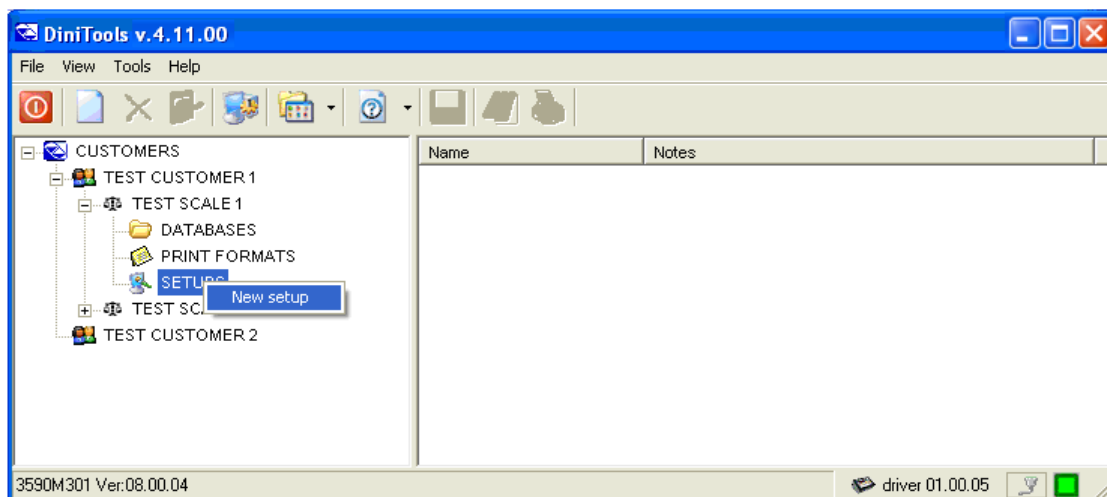 DiniTools v.4.11.00
File View Tools Help
CUSTOMERS
TEST CUSTOMER 1
TEST SCALE 1
DATABASES
PRINT FORMATS
SETUPS
New setup
TEST SC
TEST CUSTOMER 2
Name Notes
3590M301 Ver:08.00.04
driver 01.00.05